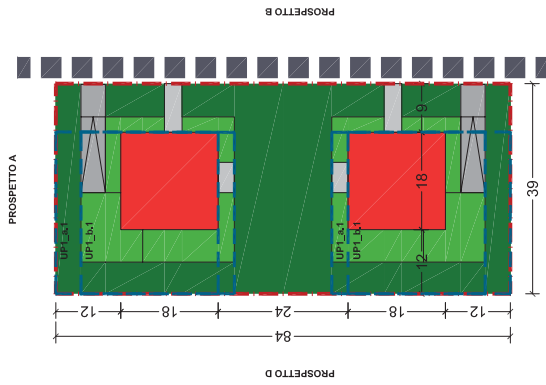 PROSPETTO B
PROSPETTO A
UP1_a.1
UP1_b.1
UP1_a.1
UP1_b.1
9
18
12
39
12
18
24
18
12
84
PROSPETTO D